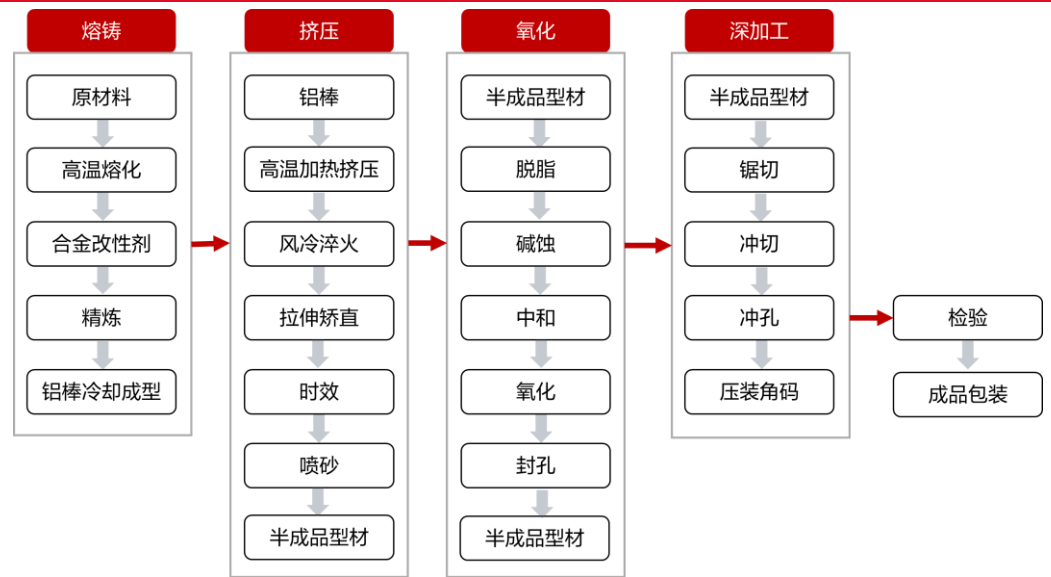 熔铸
原材料
高温熔化
合金改性剂
精炼
铝棒冷却成型
挤压
铝棒
高温加热挤压
风冷淬火
拉伸矫直
时效
喷砂
半成品型材
氧化
半成品型材
脱脂
碱蚀
中和
氧化
封孔
半成品型材
深加工
半成品型材
锯切
冲切
冲孔
压装角码
检验
成品包装